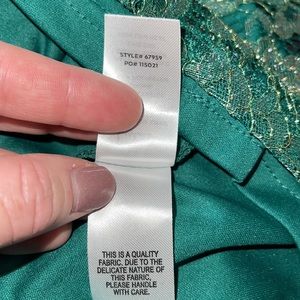 STYLE# 67959
PO# 115021
THIS IS A QUALITY
FABRIC. DUE TO THE
DELICATE NATURE OF
THIS FABRIC,
PLEASE HANDLE
WITH CARE.